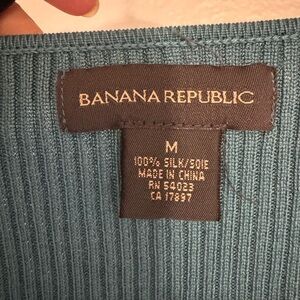 BANANA REPUBLIC
M
100% SILK/SOIE
MADE IN CHINA
RN 54023
CA 17897